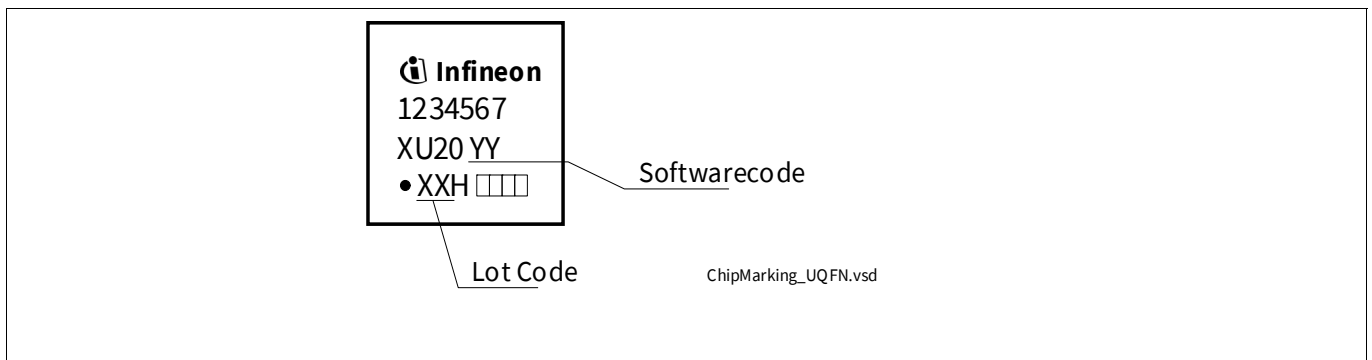 Infineon
1234567
XU20 YY
Softwarecode
•XXH
Lot Code
ChipMarking_UQFN.vsd